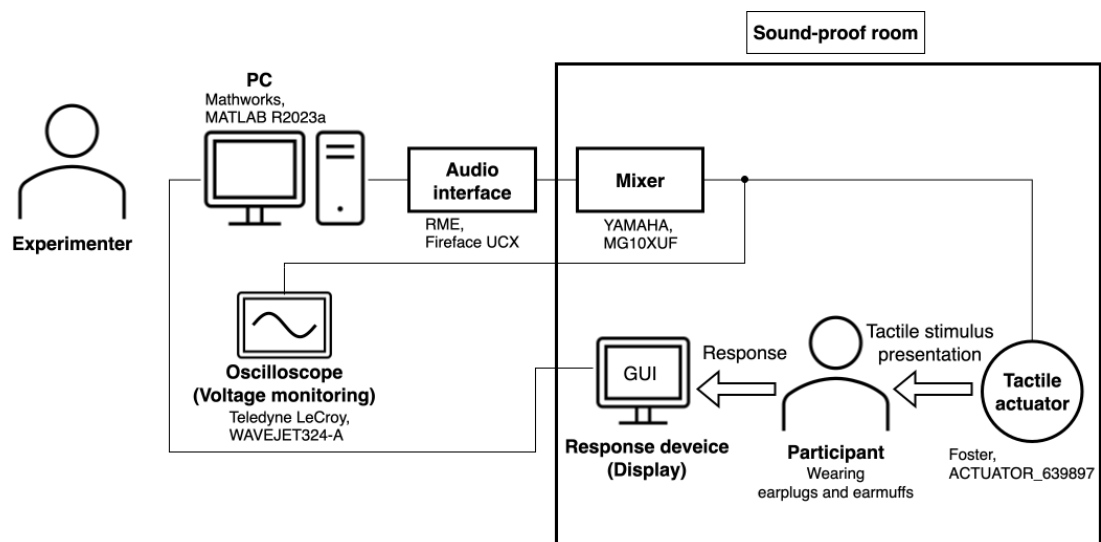 Sound-proof room
PC
Mathworks,
MATLAB R2023a
Experimenter
Audio
interface
RME,
Fireface UCX
Mixer
YAMAHA,
MG10XUF
Oscilloscope
(Voltage monitoring)
Teledyne LeCroy,
WAVEJET324-A
GUI
Response deveice
(Display)
Response
Participant
Wearing
earplugs and earmuffs
Tactile stimulus
presentation
Tactile
actuator
Foster,
ACTUATOR_639897